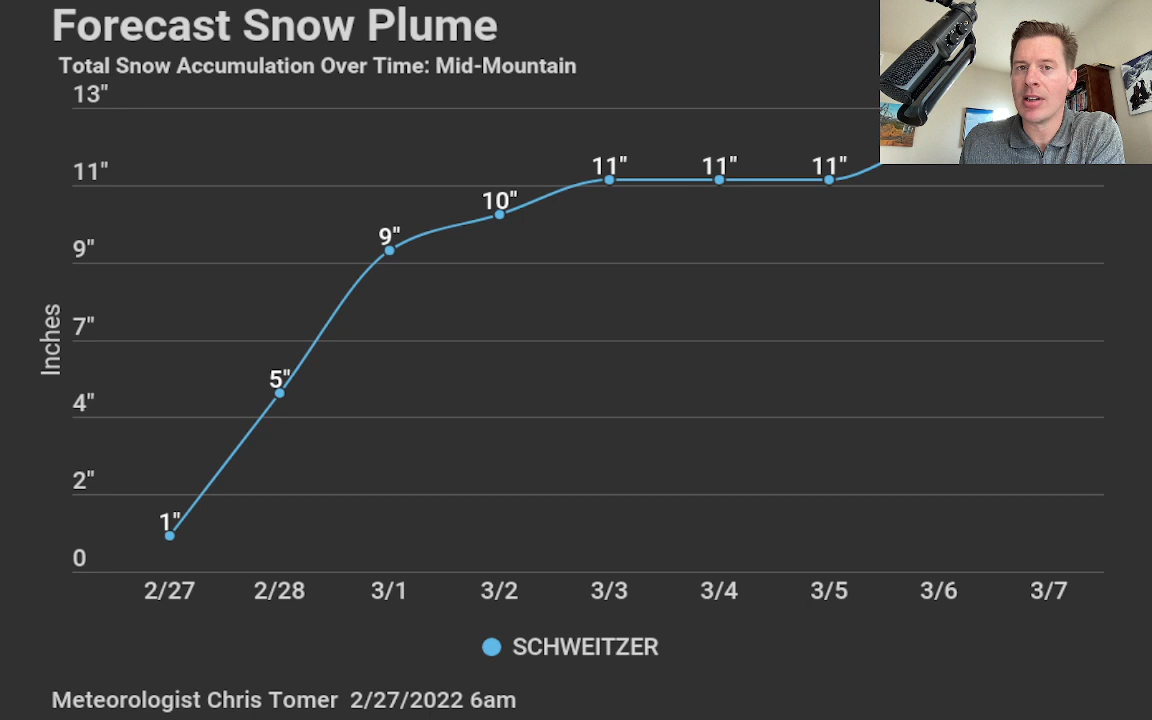 Forecast Snow Plume
Total Snow Accumulation Over Time: Mid-Mountain
13"
11"
9"
7"
4"
2"
0
Inches
1"
5"
9"
10"
11"
11"
11"
2/27 2/28 3/1 3/2 3/3 3/4 3/5 3/6 3/7
SCHWEITZER
Meteorologist Chris Tomer 2/27/2022 6am